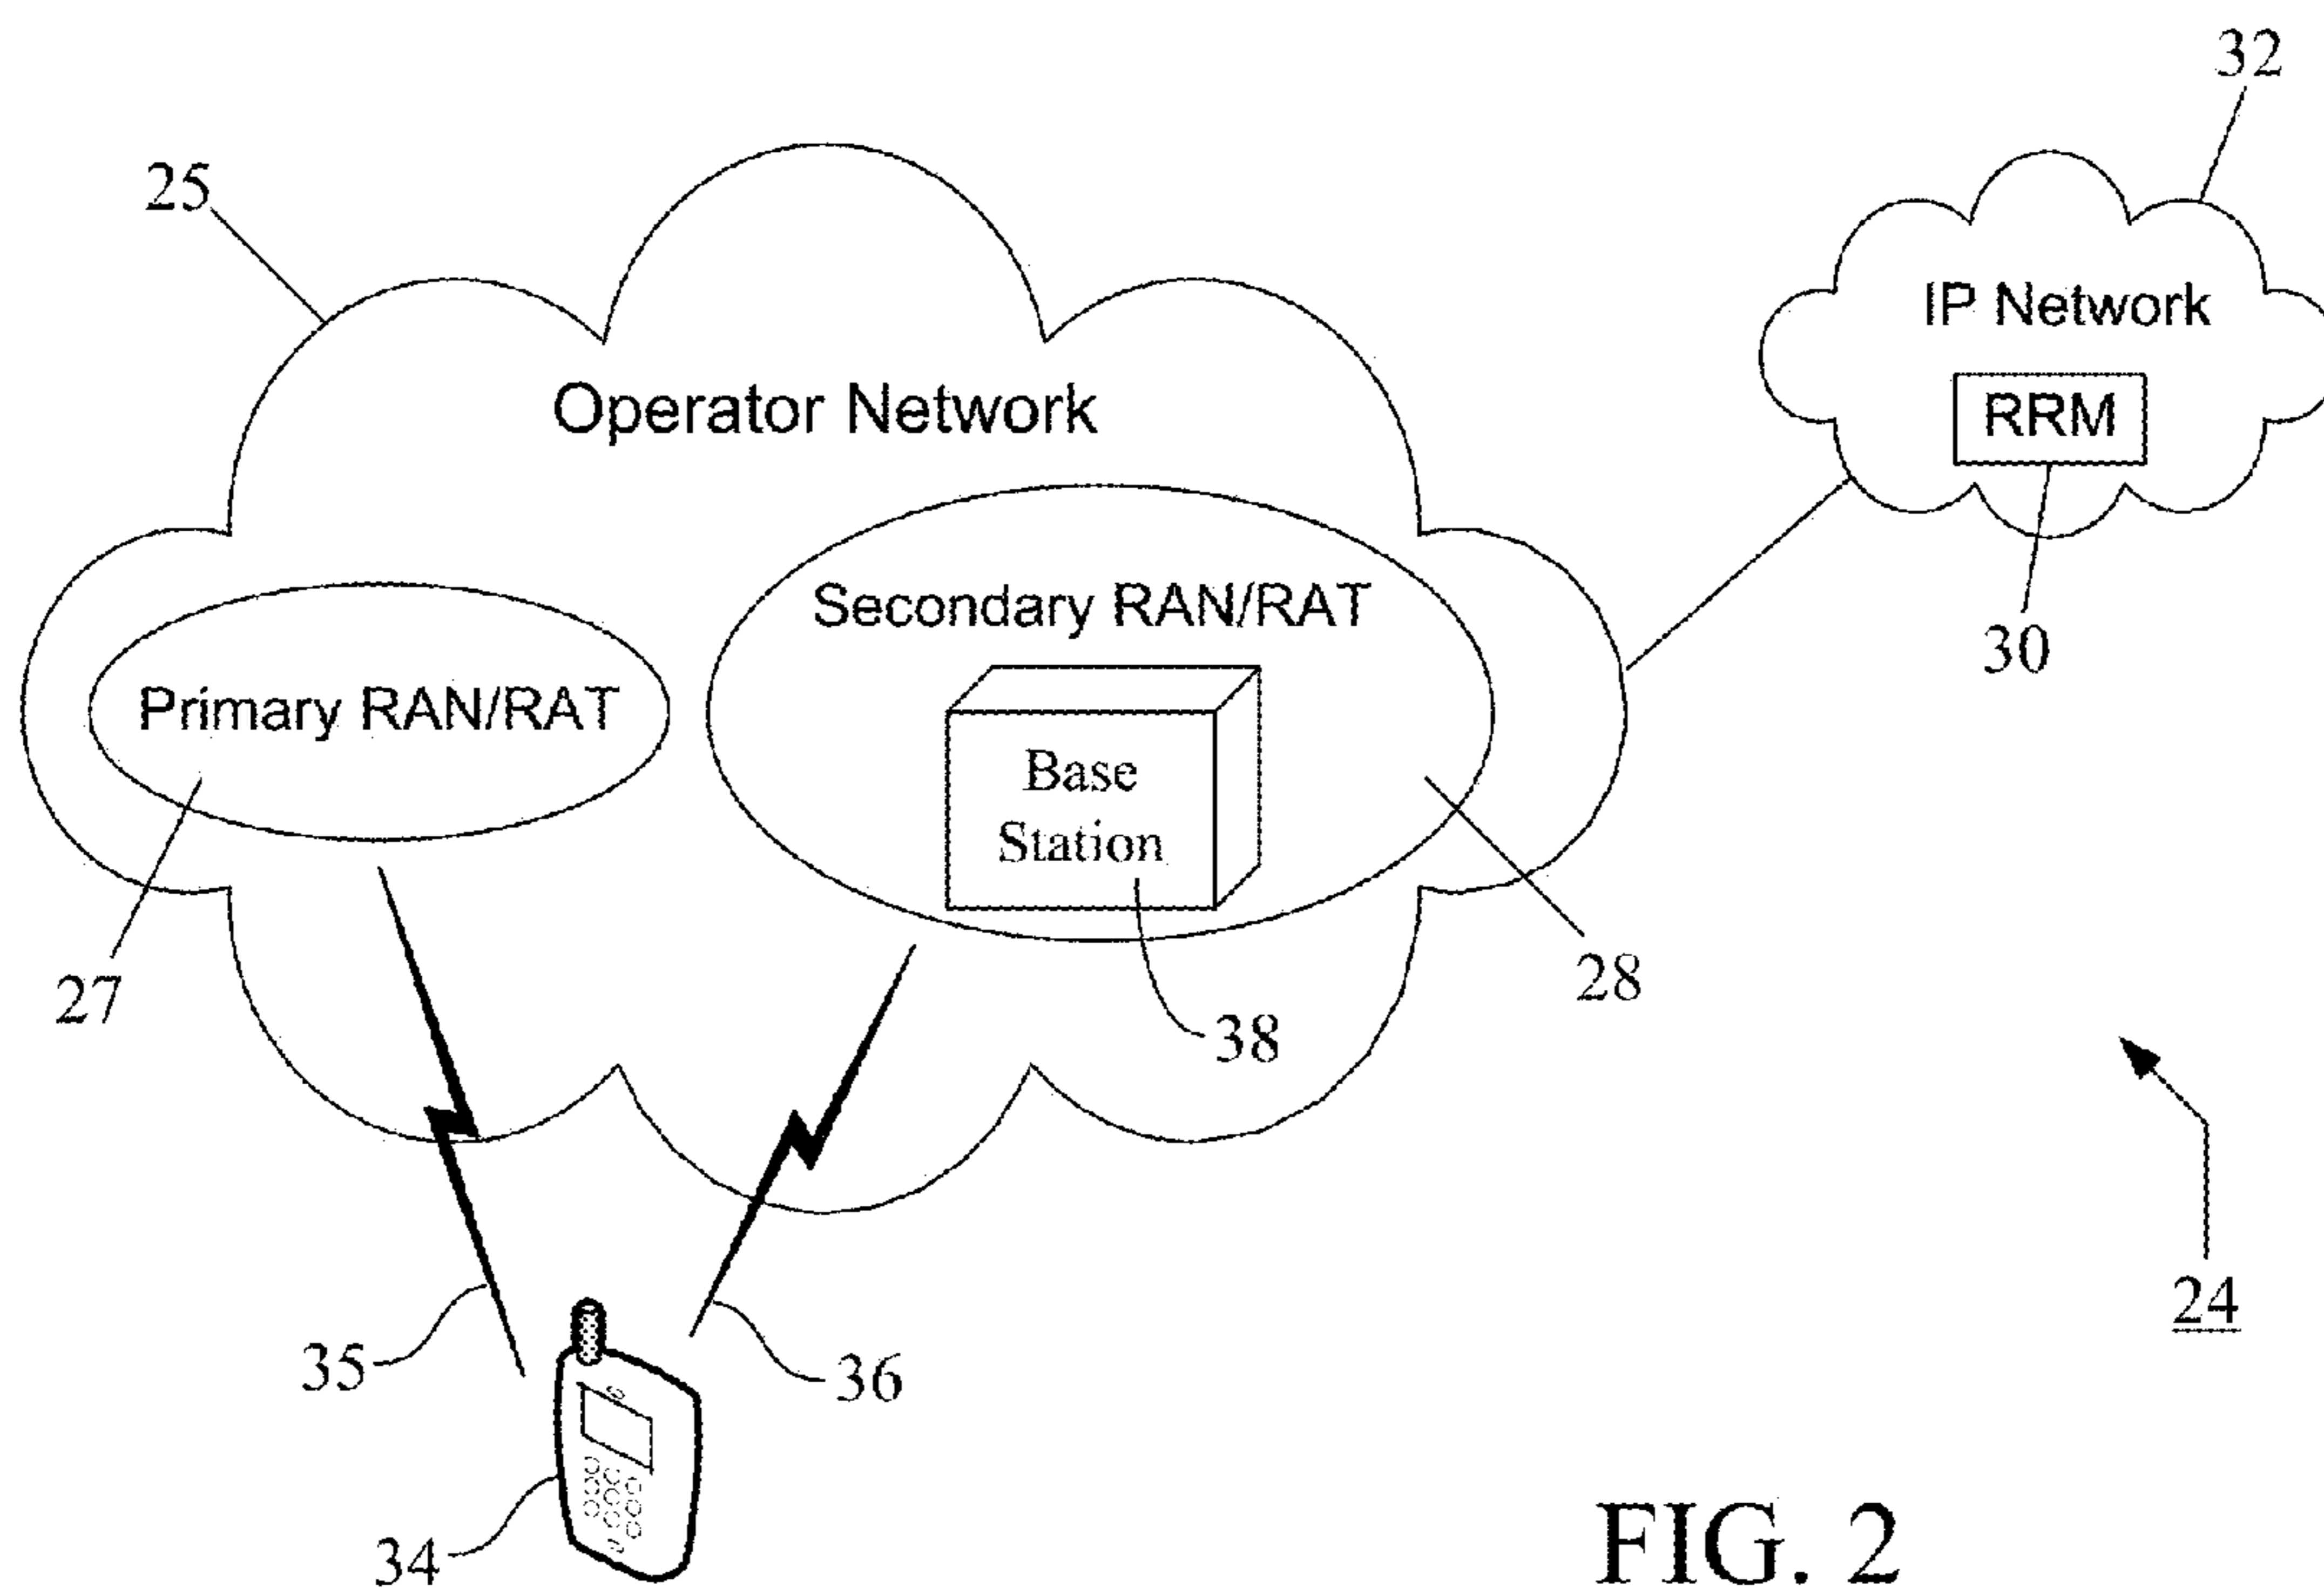 32
25
IP Network
RRM
Operator Network
Secondary RAN/RAT
30
Primary RAN/RAT
Base
Station
27
28
38
24
35
36
34
FIG. 2